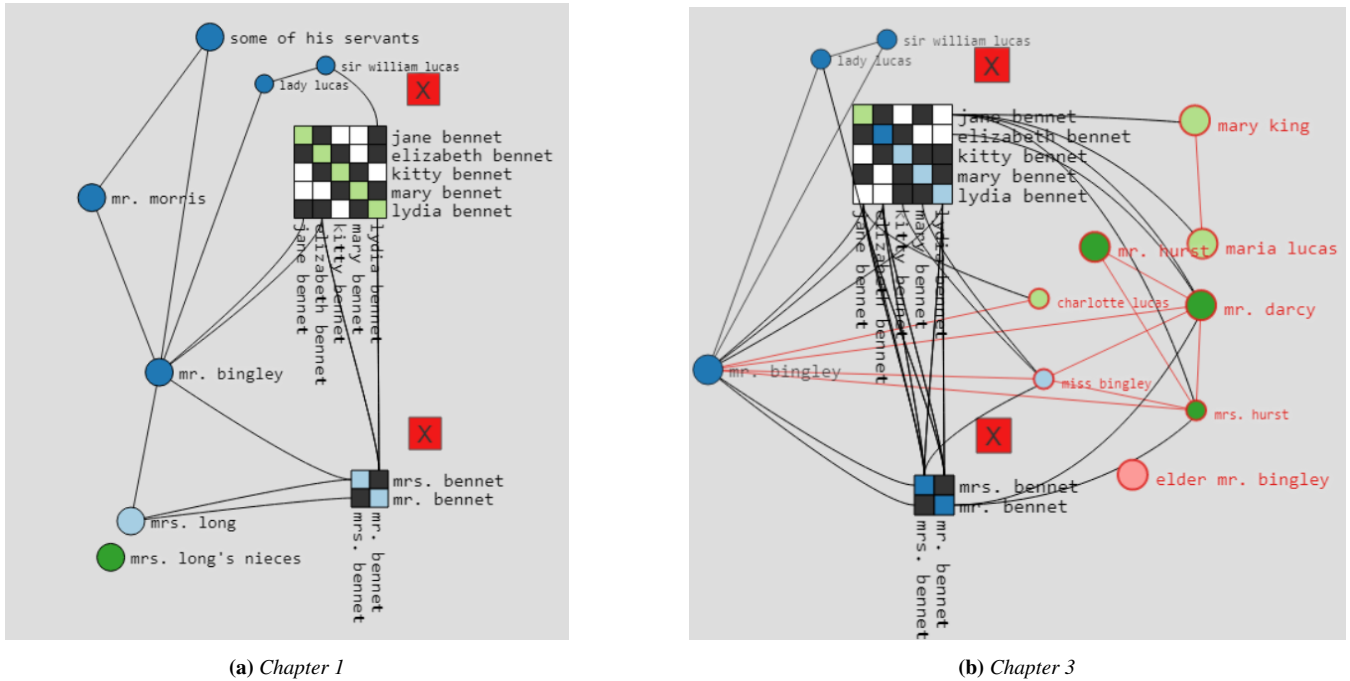 some of his servants
sir william lucas
lady lucas
X
jane bennet
elizabeth bennet
kitty bennet
mary bennet
lydia bennet
mr. morris
jane bennet
elizabeth bennet
kitty bennet
mary bennet
lydia bennet
mr. bingley
X
mrs. bennet
mr. bennet
mrs. long
mrs. long's nieces
mrs. bennet
mr. bennet
(a) Chapter 1
sir william lucas
lady lucas
X
jane bennet
elizabeth bennet
kitty bennet
mary bennet
lydia bennet
mary king
maria lucas
mr. hurst
jane bennet
elizabeth bennet
kitty bennet
mary bennet
lydia bennet
charlotte lucas
mr. darcy
mr. bingley
miss bingley
mrs. hurst
X
elder mr. bingley
mrs. bennet
mr. bennet
mrs. bennet
mr. bennet
(b) Chapter 3